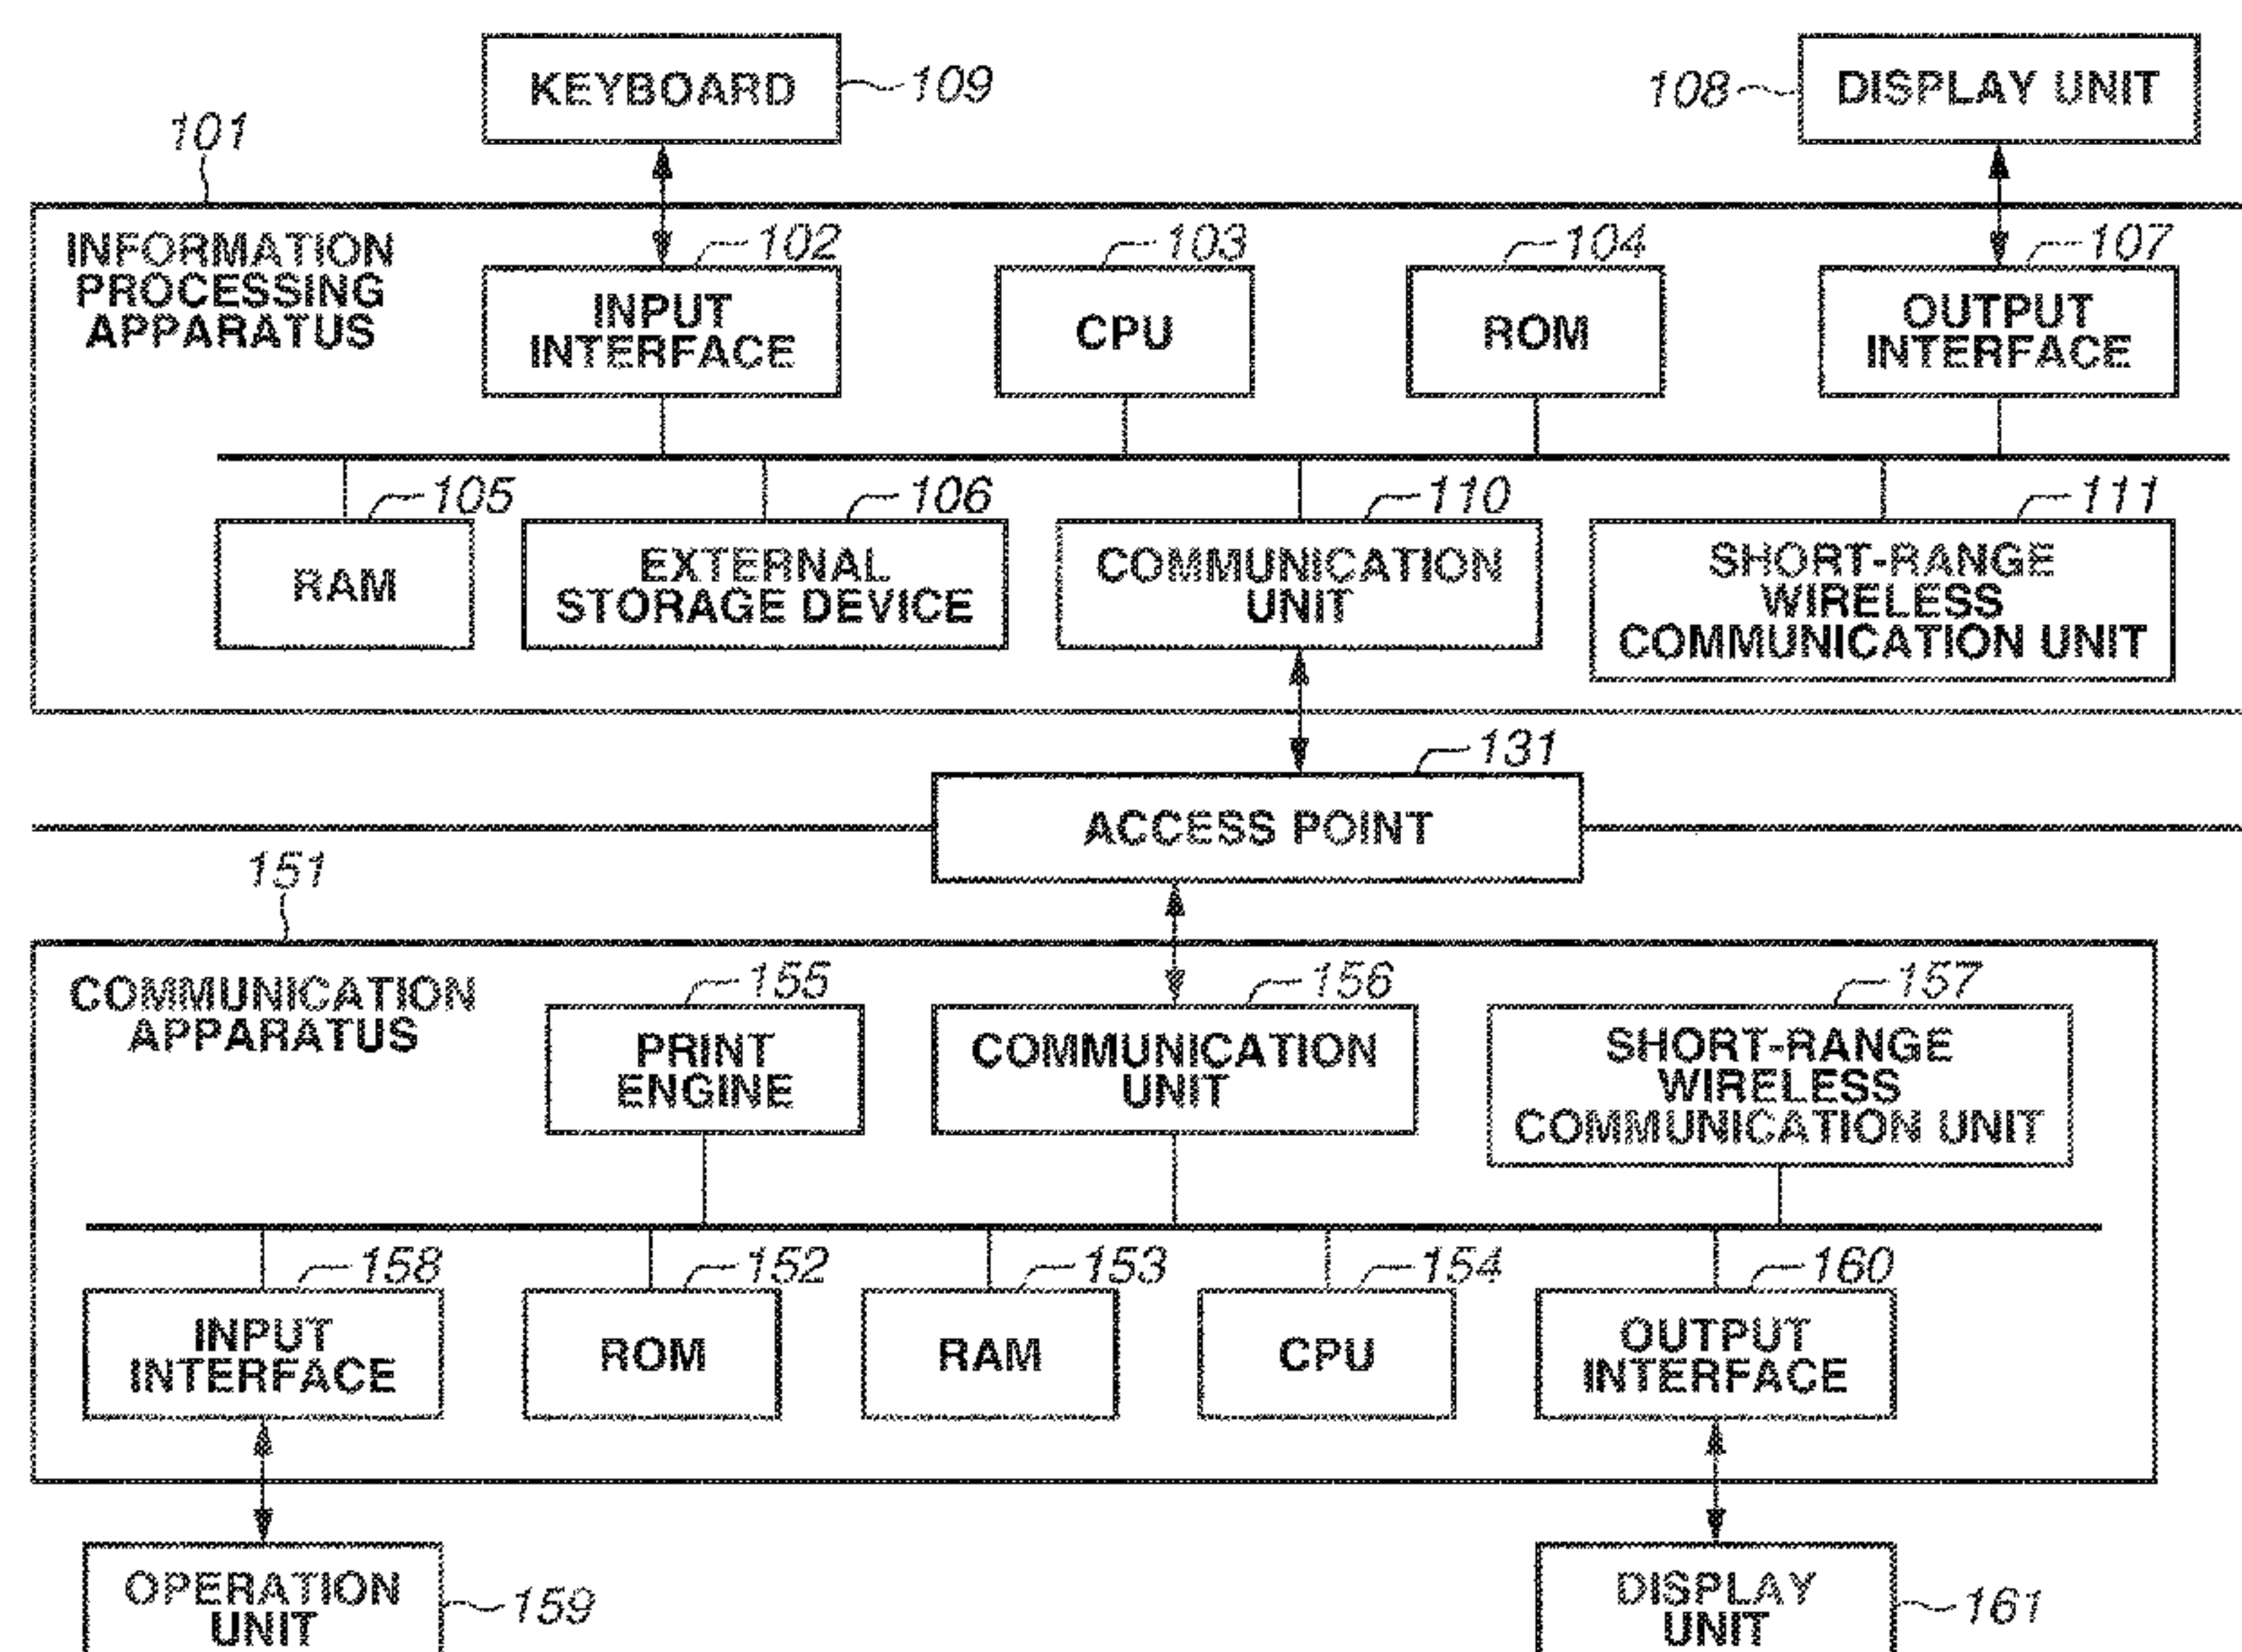 KEYBOARD
109
108
DISPLAY UNIT
101
INFORMATION
PROCESSING
APPARATUS
102
INPUT
INTERFACE
103
CPU
104
ROM
107
OUTPUT
INTERFACE
105
RAM
106
EXTERNAL
STORAGE DEVICE
110
COMMUNICATION
UNIT
111
SHORT-RANGE
WIRELESS
COMMUNICATION UNIT
131
ACCESS POINT
151
COMMUNICATION
APPARATUS
155
PRINT
ENGINE
156
COMMUNICATION
UNIT
157
SHORT-RANGE
WIRELESS
COMMUNICATION UNIT
158
INPUT
INTERFACE
152
ROM
153
RAM
154
CPU
160
OUTPUT
INTERFACE
OPERATION
UNIT
159
DISPLAY
UNIT
161